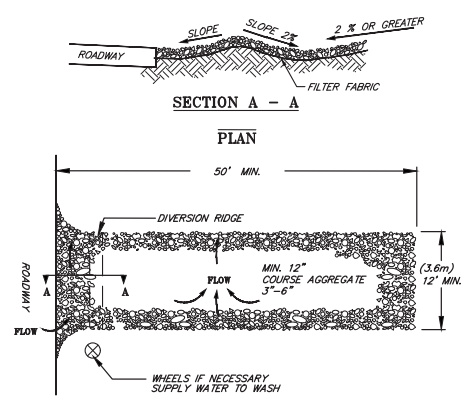 SLOPE
SLOPE 2%
2 % OR GREATER
ROADWAY
FILTER FABRIC
SECTION A - A
PLAN
50' MIN.
DIVERSION RIDGE
ROADWAY
A
A
FLOW
MIN. 12"
COURSE AGGREGATE
3"-6"
(3.6m)
12' MIN.
FLOW
WHEELS IF NECESSARY
SUPPLY WATER TO WASH